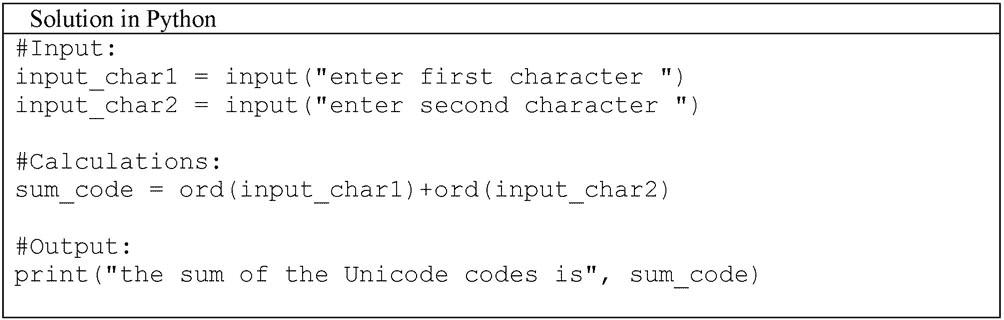 Solution in Python
#Input:
input_char1 = input("enter first character ")
input_char2 = input("enter second character ")
#Calculations:
sum_code = ord(input_char1)+ord(input_char2)
#Output:
print("the sum of the Unicode codes is", sum_code)